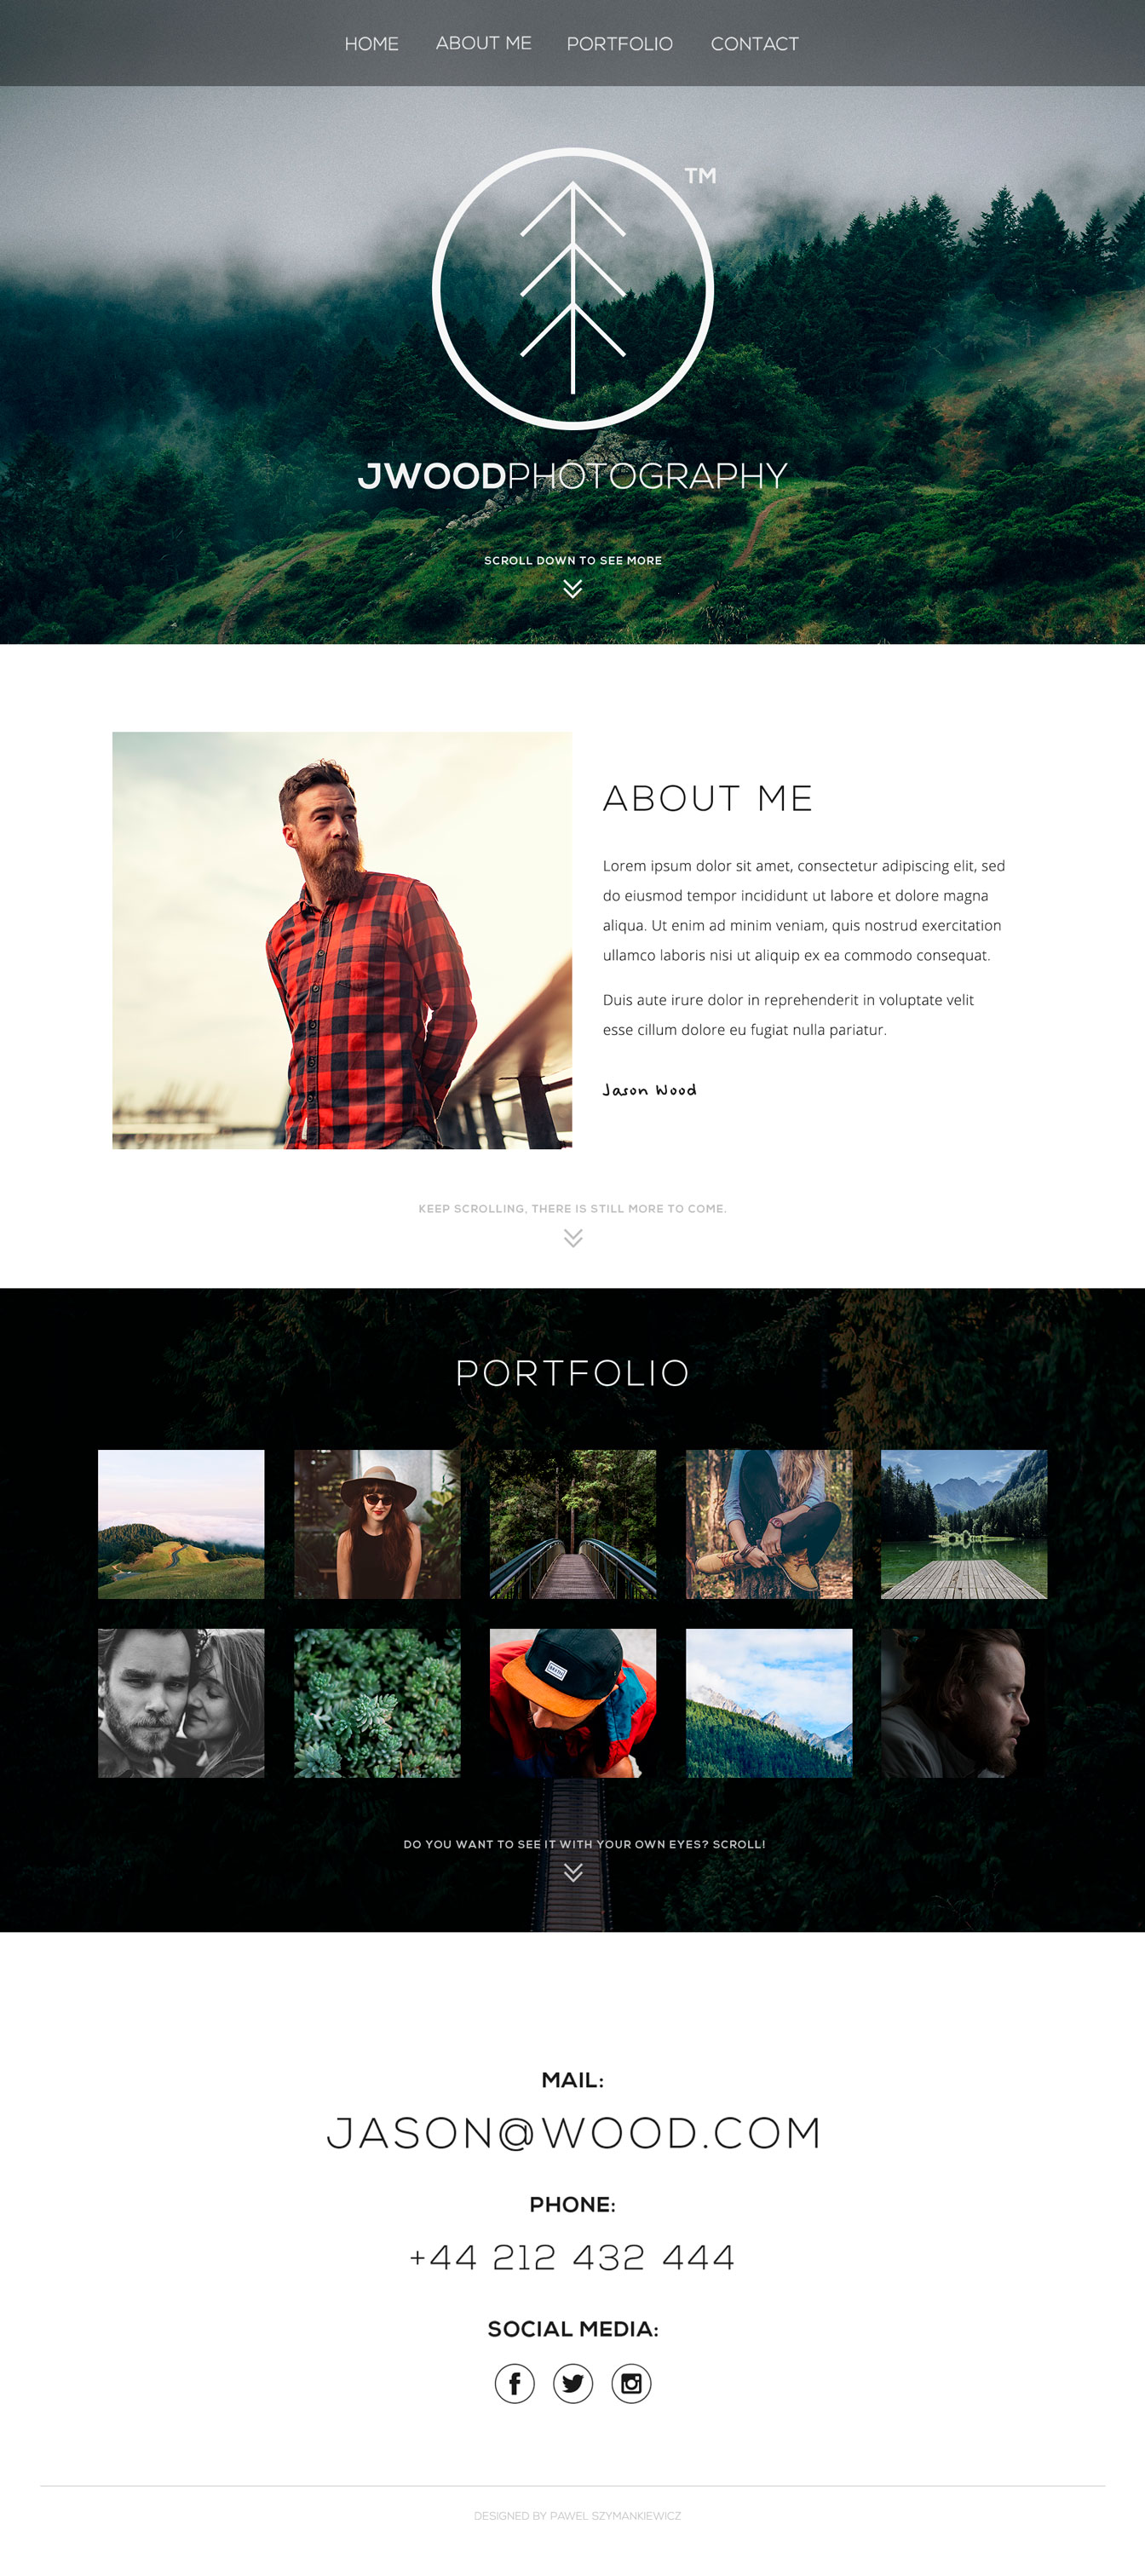 HOME ABOUT ME PORTFOLIO CONTACT
TM
JWOODPHOTOGRAPHY
SCROLL DOWN TO SEE MORE
ABOUT ME
Lorem ipsum dolor sit amet, consectetur adipiscing elit, sed
do eiusmod tempor incididunt ut labore et dolore magna
aliqua. Ut enim ad minim veniam, quis nostrud exercitation
ullamco laboris nisi ut aliquip ex ea commodo consequat.
Duis aute irure dolor in reprehenderit in voluptate velit
esse cillum dolore eu fugiat nulla pariatur.
Jason Wood
KEEP SCROLLING, THERE IS STILL MORE TO COME.
PORTFOLIO
DO YOU WANT TO SEE IT WITH YOUR OWN EYES? SCROLL!
MAIL:
JASON@WOOD.COM
PHONE:
+44 212 432 444
SOCIAL MEDIA:
DESIGNED BY PAWEL SZYMANKIEWICZ